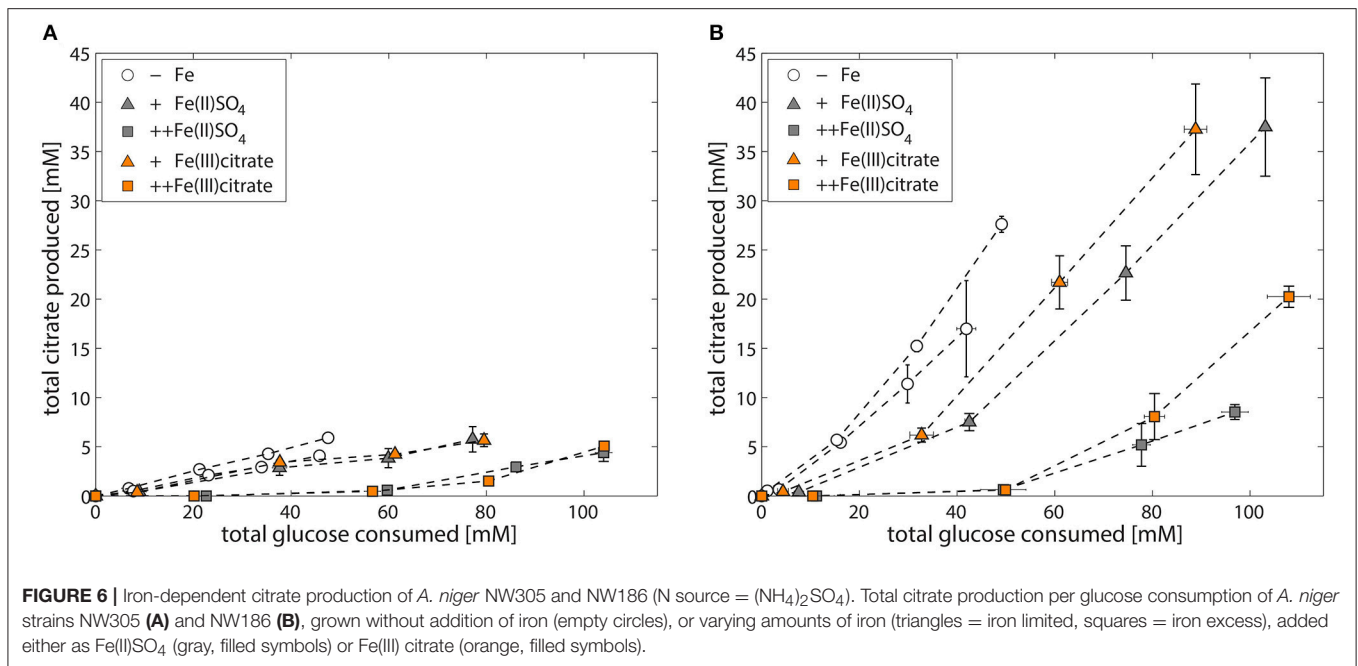 A
45
40
35
30
25
20
15
10
5
0
total citrate produced [mM]
− Fe
+ Fe(II)SO₄
++Fe(II)SO₄
+ Fe(III)citrate
++Fe(III)citrate
0 20 40 60 80 100
total glucose consumed [mM]
B
45
40
35
30
25
20
15
10
5
0
total citrate produced [mM]
− Fe
+ Fe(II)SO₄
++Fe(II)SO₄
+ Fe(III)citrate
++Fe(III)citrate
0 20 40 60 80 100
total glucose consumed [mM]
FIGURE 6 | Iron-dependent citrate production of A. niger NW305 and NW186 (N source = (NH4)₂SO₄). Total citrate production per glucose consumption of A. niger
strains NW305 (A) and NW186 (B), grown without addition of iron (empty circles), or varying amounts of iron (triangles = iron limited, squares = iron excess), added
either as Fe(II)SO₄ (gray, filled symbols) or Fe(III) citrate (orange, filled symbols).